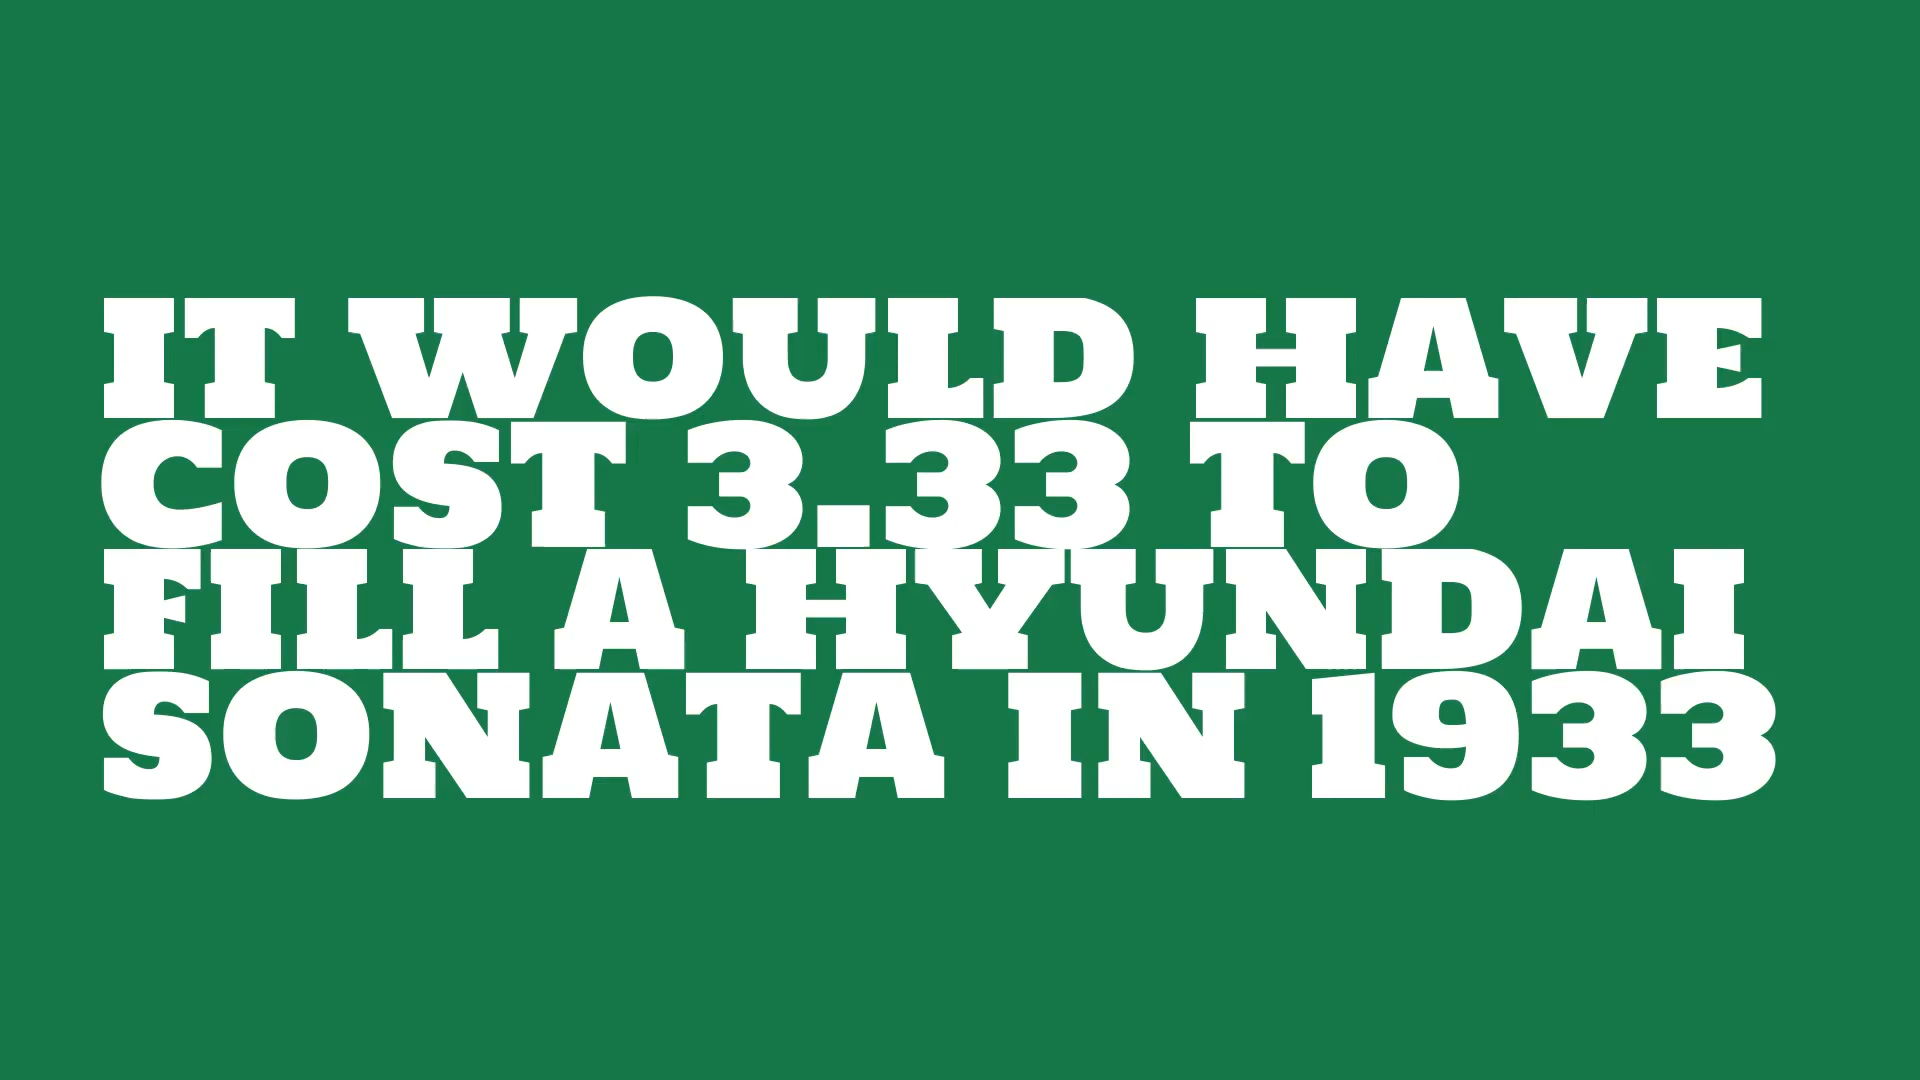 IT WOULD HAVE
COST 3.33 TO
FILL A HYUNDAI
SONATA IN 1933